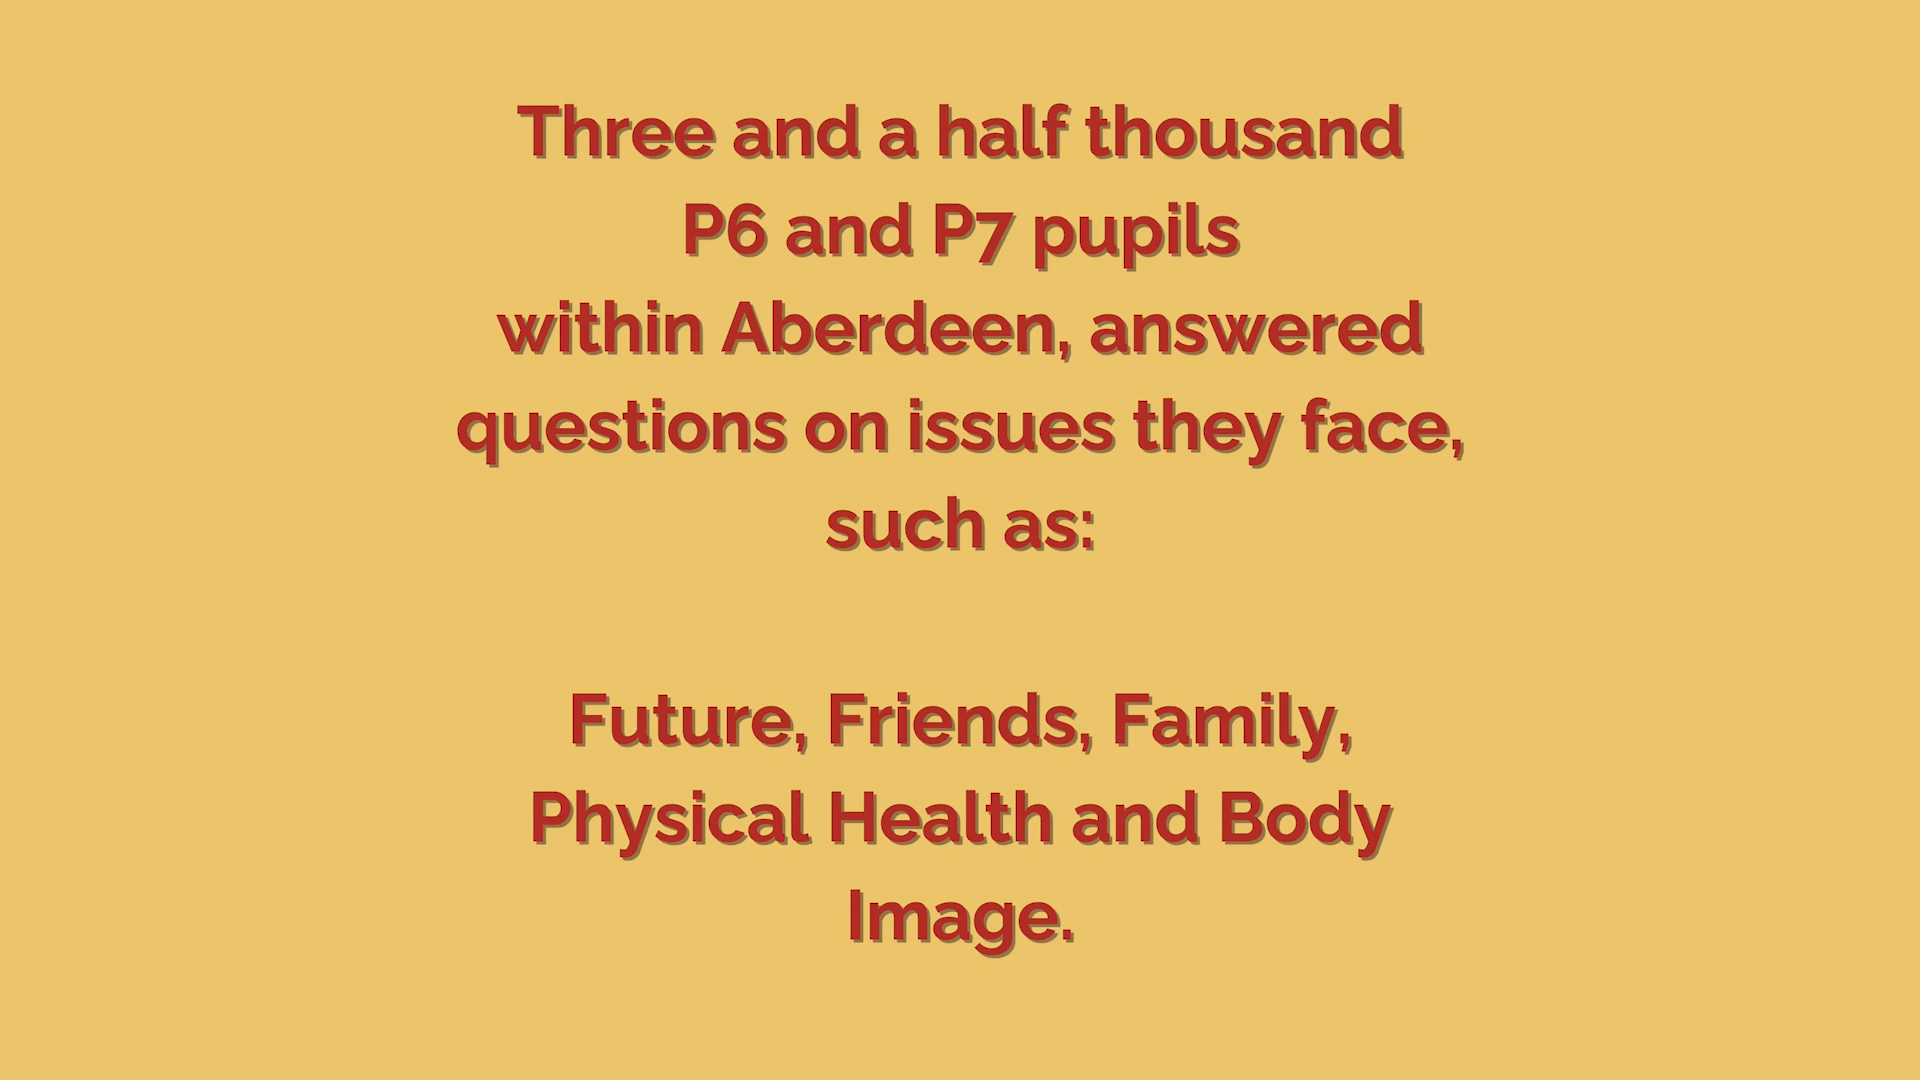 Three and a half thousand
P6 and P7 pupils
within Aberdeen, answered
questions on issues they face,
such as:
Future, Friends, Family,
Physical Health and Body
Image.